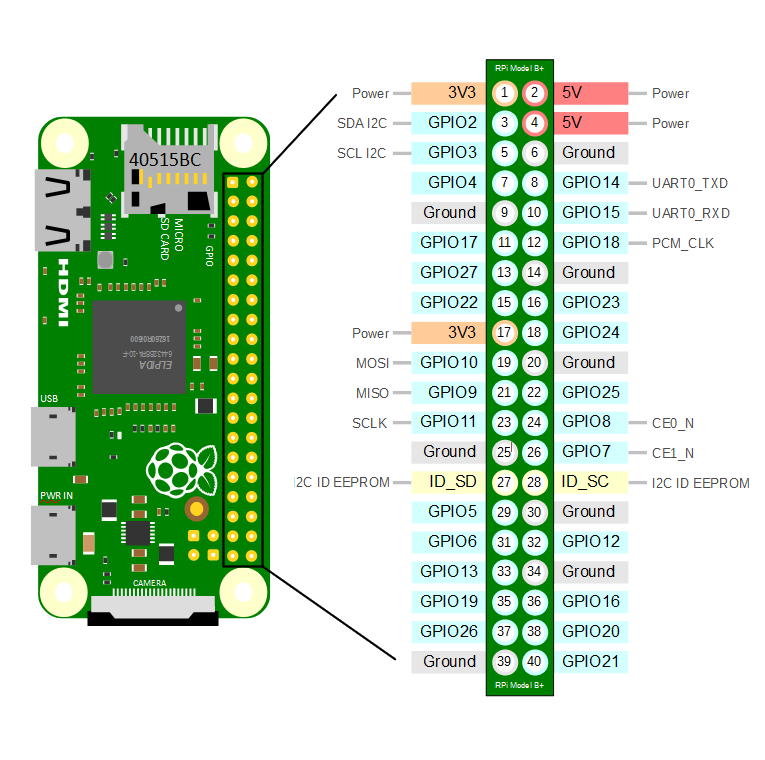 RPi Model B+
Power 3V3 1 2 5V Power
SDA I2C GPIO2 3 4 5V Power
SCL I2C GPIO3 5 6 Ground
GPIO4 7 8 GPIO14 UART0_TXD
Ground 9 10 GPIO15 UART0_RXD
GPIO17 11 12 GPIO18 PCM_CLK
GPIO27 13 14 Ground
GPIO22 15 16 GPIO23
Power 3V3 17 18 GPIO24
MOSI GPIO10 19 20 Ground
MISO GPIO9 21 22 GPIO25
SCLK GPIO11 23 24 GPIO8 CE0_N
Ground 25 26 GPIO7 CE1_N
I2C ID EEPROM ID_SD 27 28 ID_SC I2C ID EEPROM
GPIO5 29 30 Ground
GPIO6 31 32 GPIO12
GPIO13 33 34 Ground
GPIO19 35 36 GPIO16
GPIO26 37 38 GPIO20
Ground 39 40 GPIO21
RPi Model B+
40515BC
MICRO
SD CARD
GPIO
HDMI
ELPIDA
USB
PWR IN
CAMERA